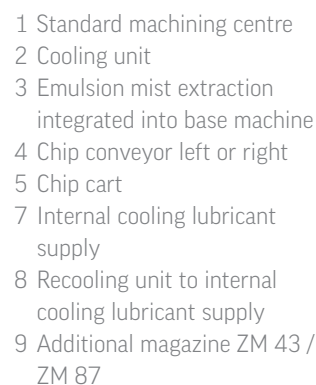 1 Standard machining centre
2 Cooling unit
3 Emulsion mist extraction
integrated into base machine
4 Chip conveyor left or right
5 Chip cart
7 Internal cooling lubricant
supply
8 Recooling unit to internal
cooling lubricant supply
9 Additional magazine ZM 43 /
ZM 87